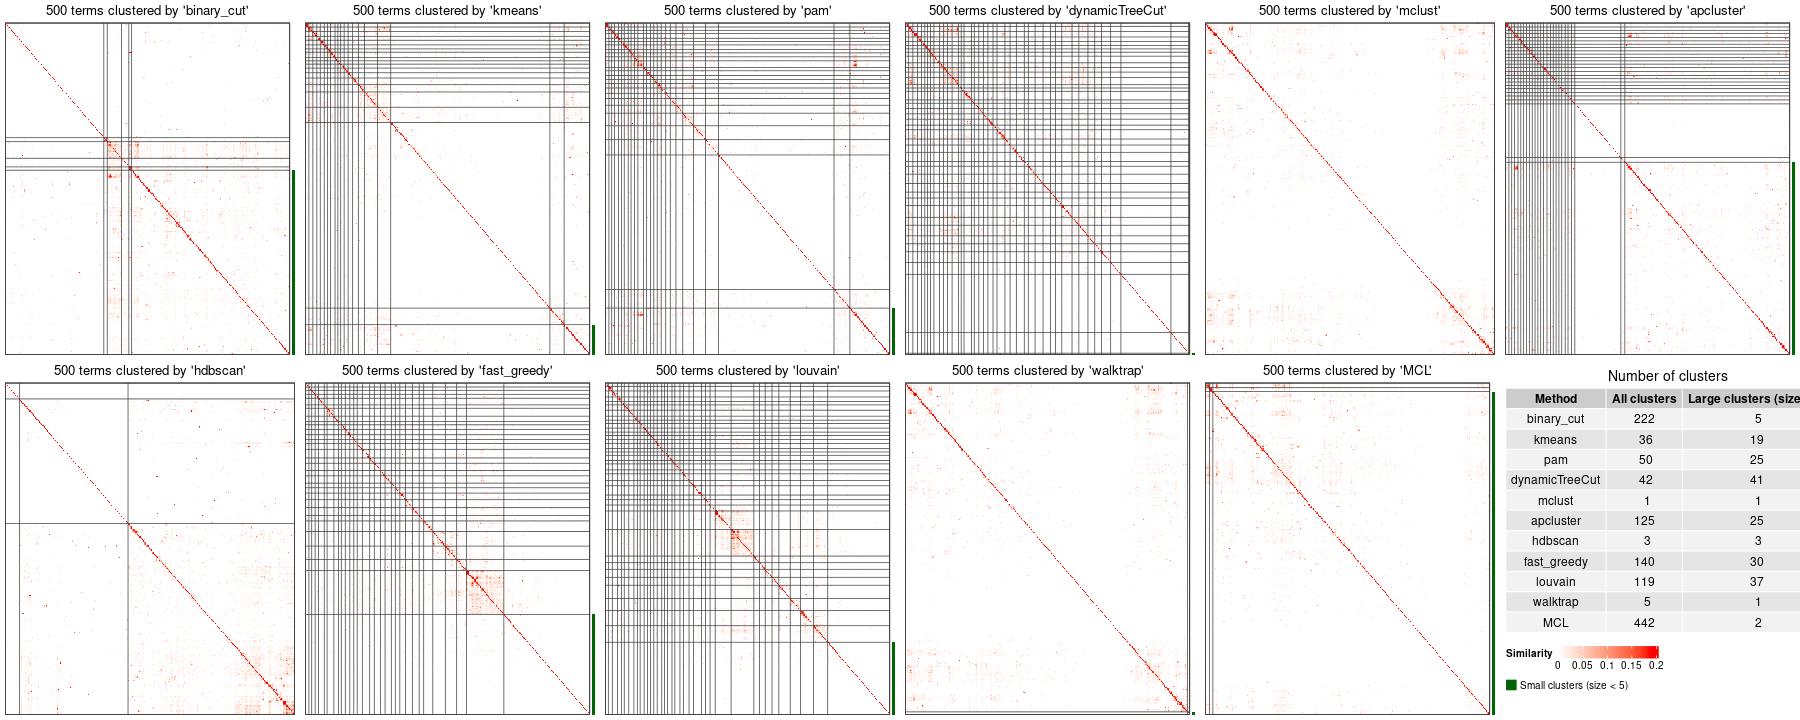 500 terms clustered by 'binary_cut'
500 terms clustered by 'kmeans'
500 terms clustered by 'pam'
500 terms clustered by 'dynamicTreeCut'
500 terms clustered by 'mclust'
500 terms clustered by 'apcluster'
500 terms clustered by 'hdbscan'
500 terms clustered by 'fast_greedy'
500 terms clustered by 'louvain'
500 terms clustered by 'walktrap'
500 terms clustered by 'MCL'
Number of clusters
Method All clusters Large clusters (size
binary_cut 222 5
kmeans 36 19
pam 50 25
dynamicTreeCut 42 41
mclust 1 1
apcluster 125 25
hdbscan 3 3
fast_greedy 140 30
louvain 119 37
walktrap 5 1
MCL 442 2
Similarity
0 0.05 0.1 0.15 0.2
Small clusters (size < 5)